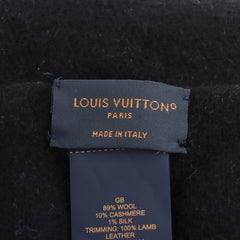 LOUIS VUITTON
PARIS
MADE IN ITALY
GB
89% WOOL
10% CASHMERE
1% SILK
TRIMMING: 100% LAMB
LEATHER